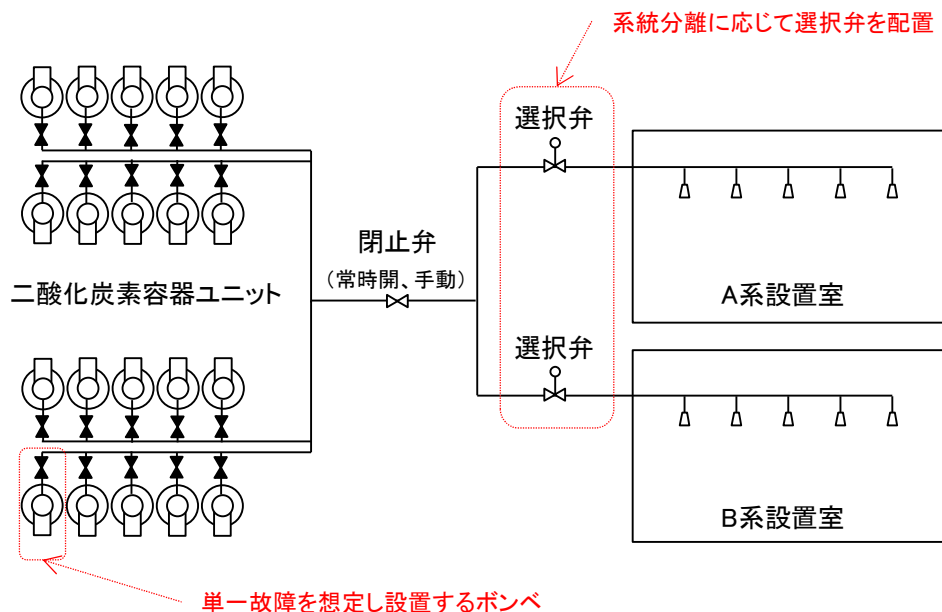 系統分離に応じて選択弁を配置
選択弁
閉止弁
（常時開、手動）
二酸化炭素容器ユニット
A系設置室
選択弁
B系設置室
単一故障を想定し設置するボンベ